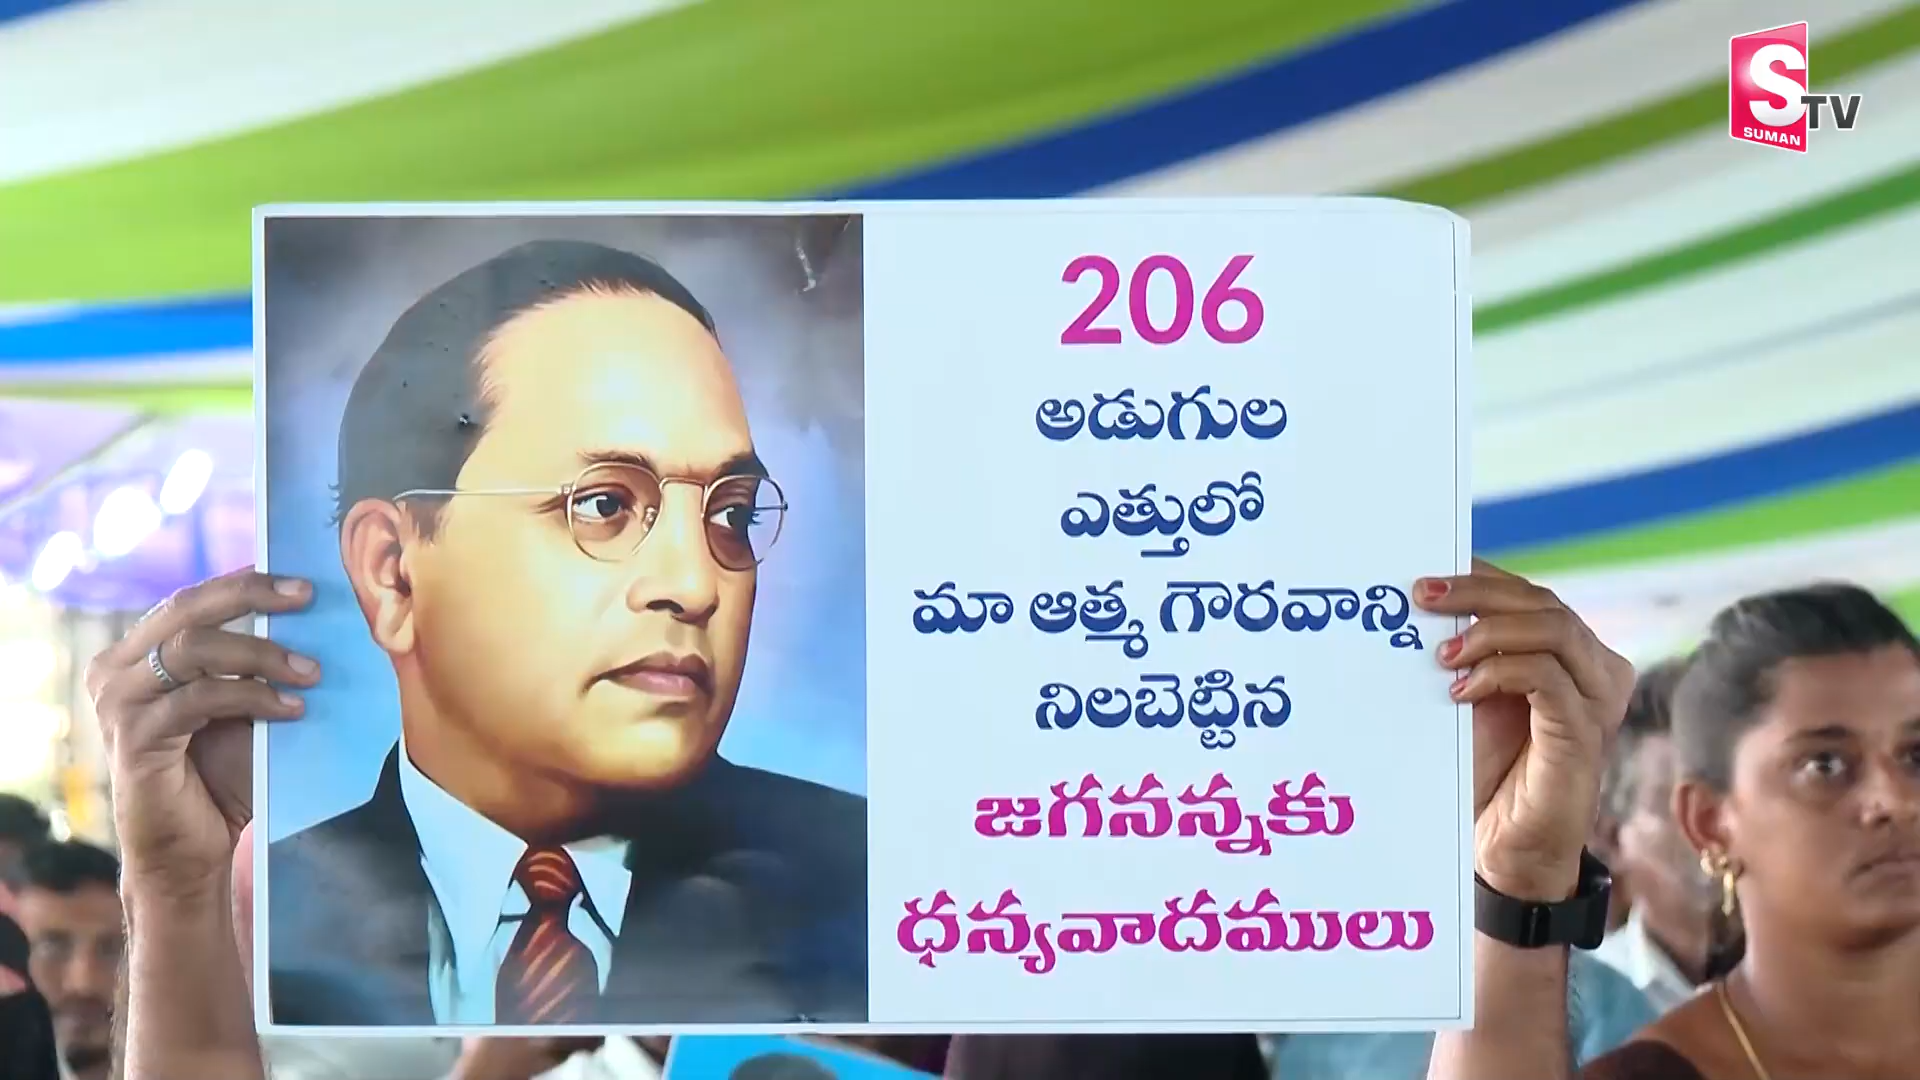 S
TV
SUMAN
206
అడుగుల
ఎత్తులో
మా ఆత్మ గౌరవాన్ని
నిలబెట్టిన
జగనన్నకు
ధన్యవాదములు